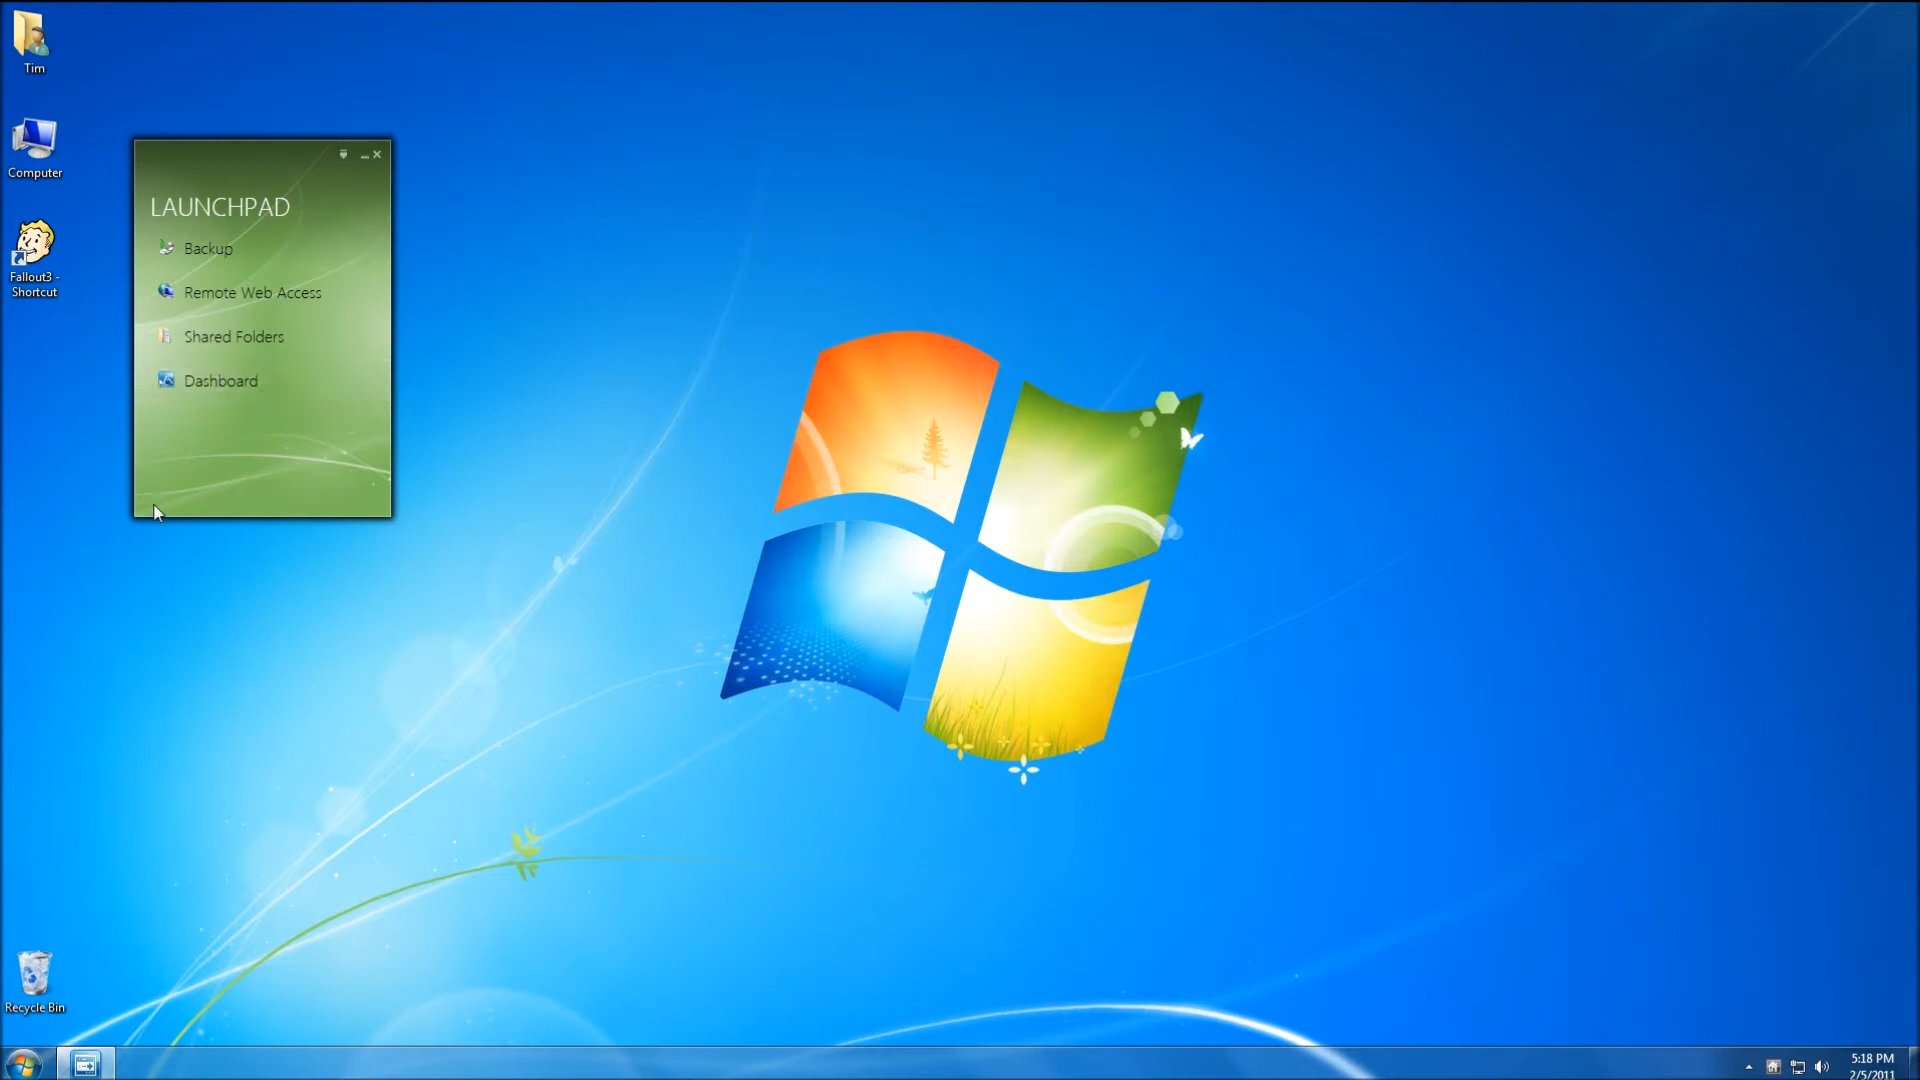 Tim
Computer
Fallout3 -
Shortcut
LAUNCHPAD
Backup
Remote Web Access
Shared Folders
Dashboard
Recycle Bin
5:18 PM
2/5/2011